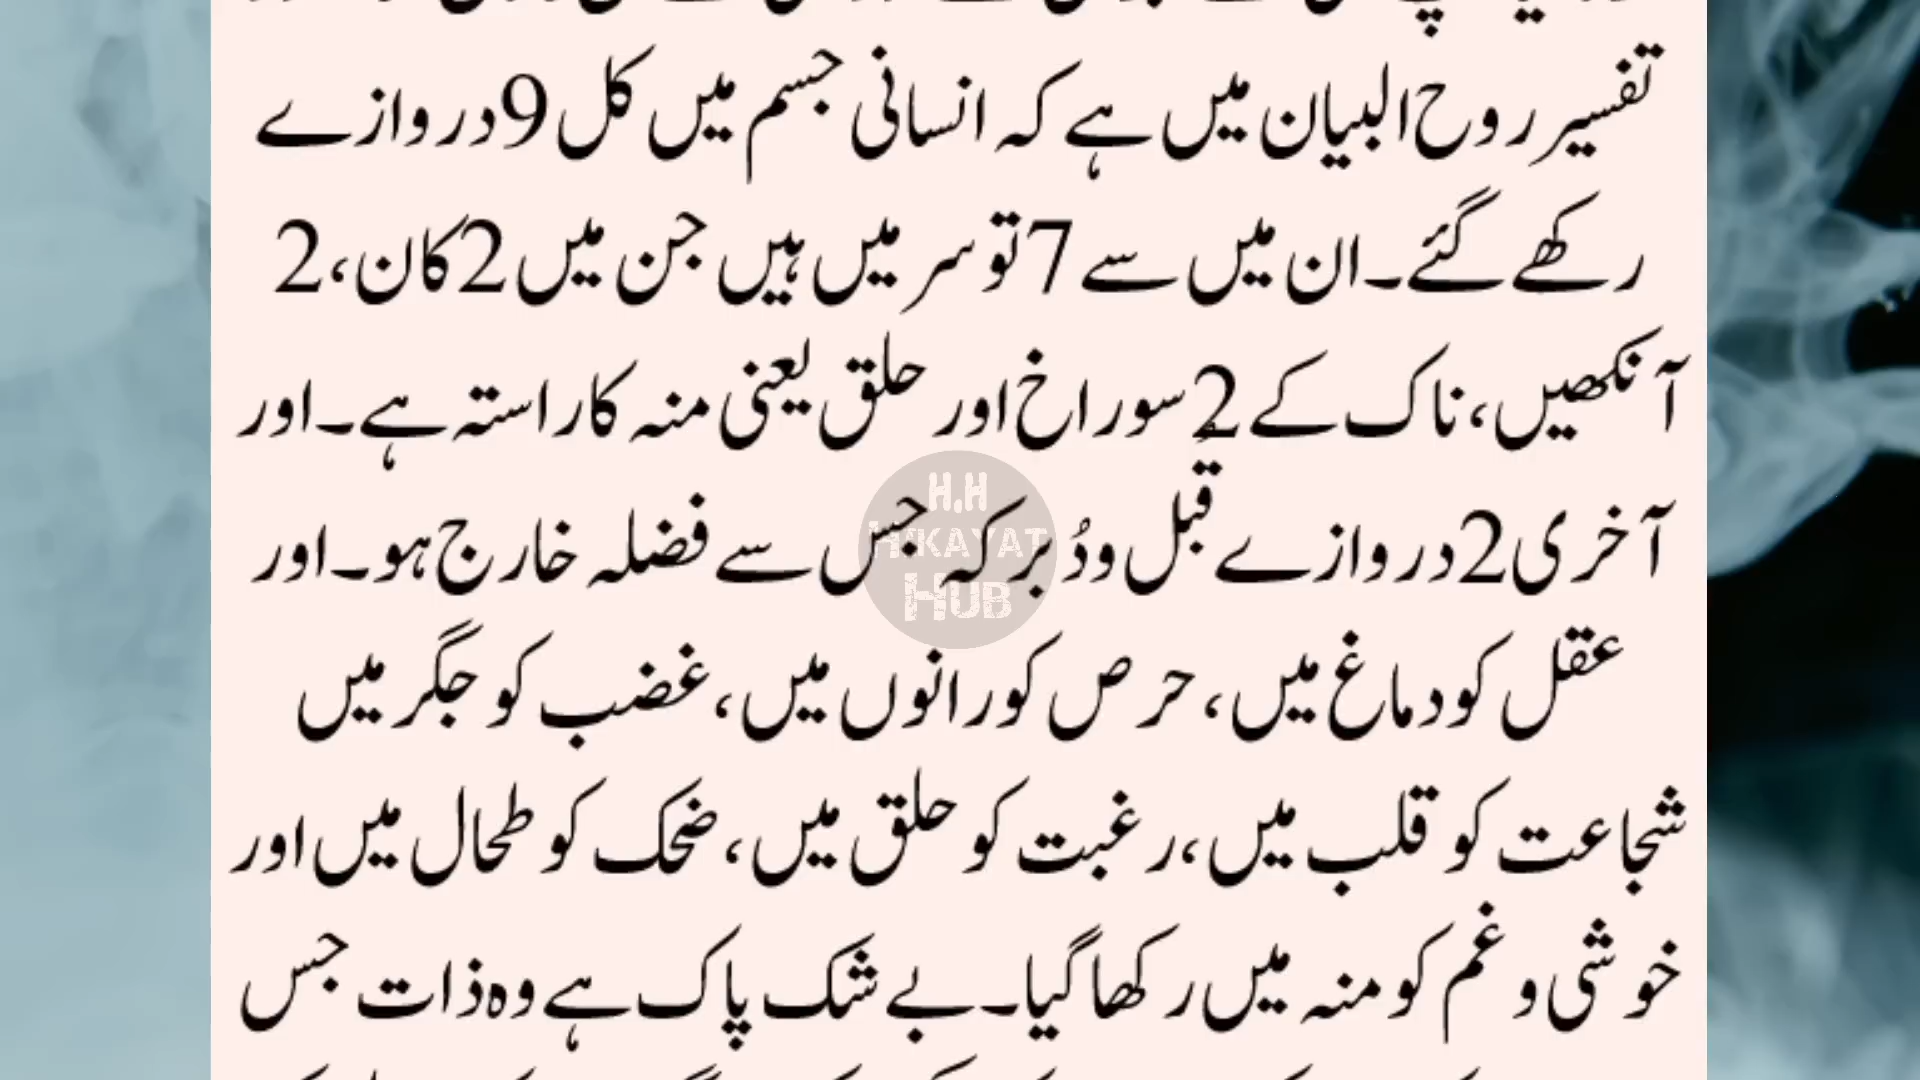 تفسیر روح البیان میں ہے کہ انسانی جسم میں کل 9 دروازے
رکھے گئے۔ ان میں سے 7 تو سر میں ہیں جن میں 2 کان، 2
آنکھیں، ناک کے 2 سوراخ اور حلق یعنی منہ کا راستہ ہے۔ اور
آخری 2 دروازے قُبل و دُبر کہ جس سے فضلہ خارج ہو۔ اور
عقل کو دماغ میں، حرص کو رانوں میں، غضب کو جگر میں
شجاعت کو قلب میں، رغبت کو حلق میں، ضحک کو طحال میں اور
خوشی و غم کو منہ میں رکھا گیا۔ بے شک پاک ہے وہ ذات جس
H.H
HIKAYAT
HUB